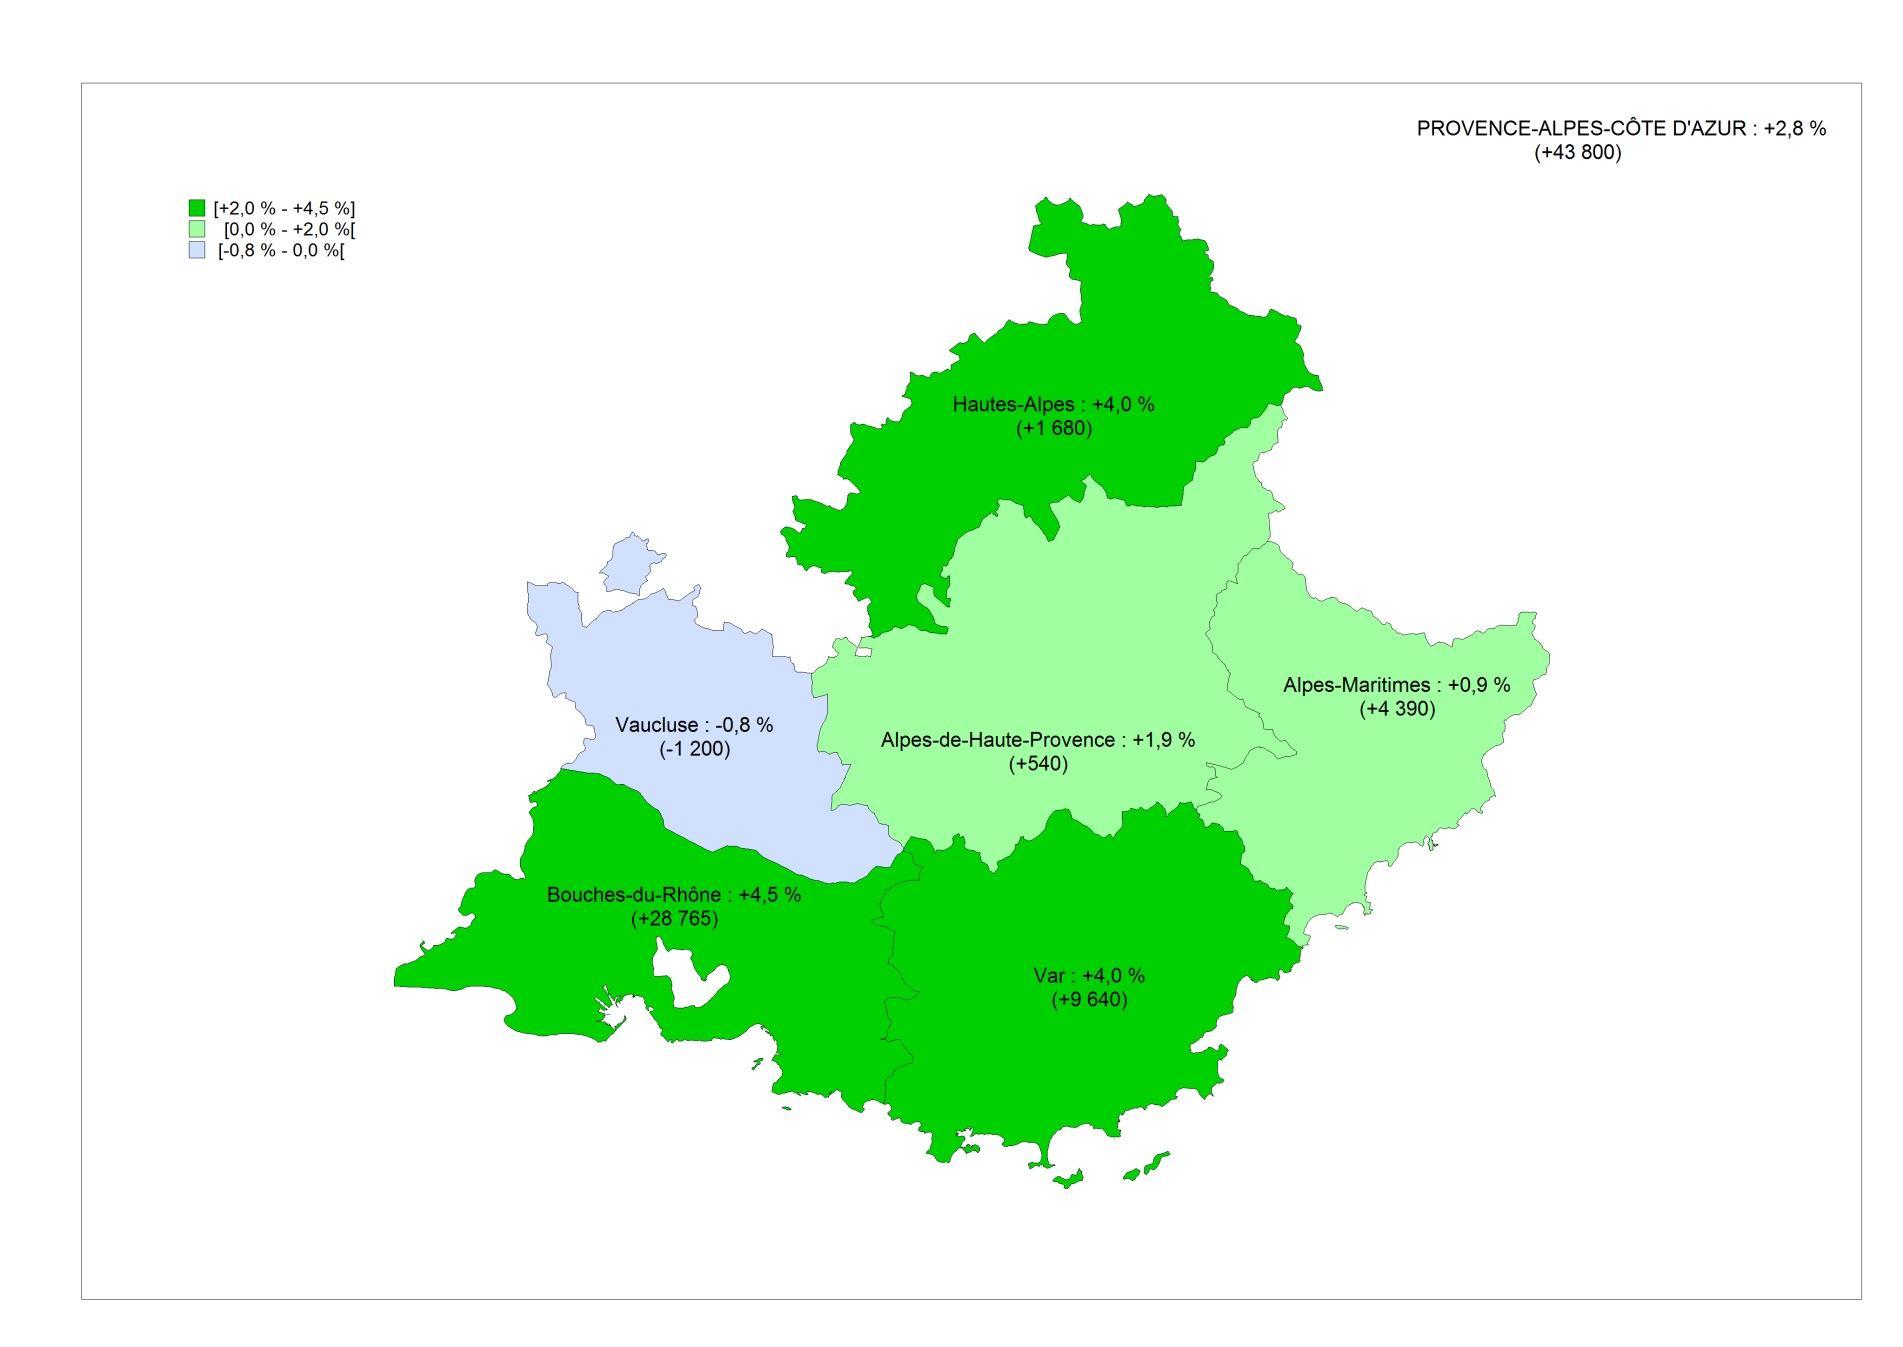 PROVENCE-ALPES-CÔTE D'AZUR : +2,8 %
(+43 800)
[+2,0 % - +4,5 %]
[0,0 % - +2,0 %[
[-0,8 % - 0,0 %[
Hautes-Alpes : +4,0 %
(+1 680)
Alpes-Maritimes : +0,9 %
(+4 390)
Vaucluse : -0,8 %
(-1 200)
Alpes-de-Haute-Provence : +1,9 %
(+540)
Bouches-du-Rhône : +4,5 %
(+28 765)
Var : +4,0 %
(+9 640)